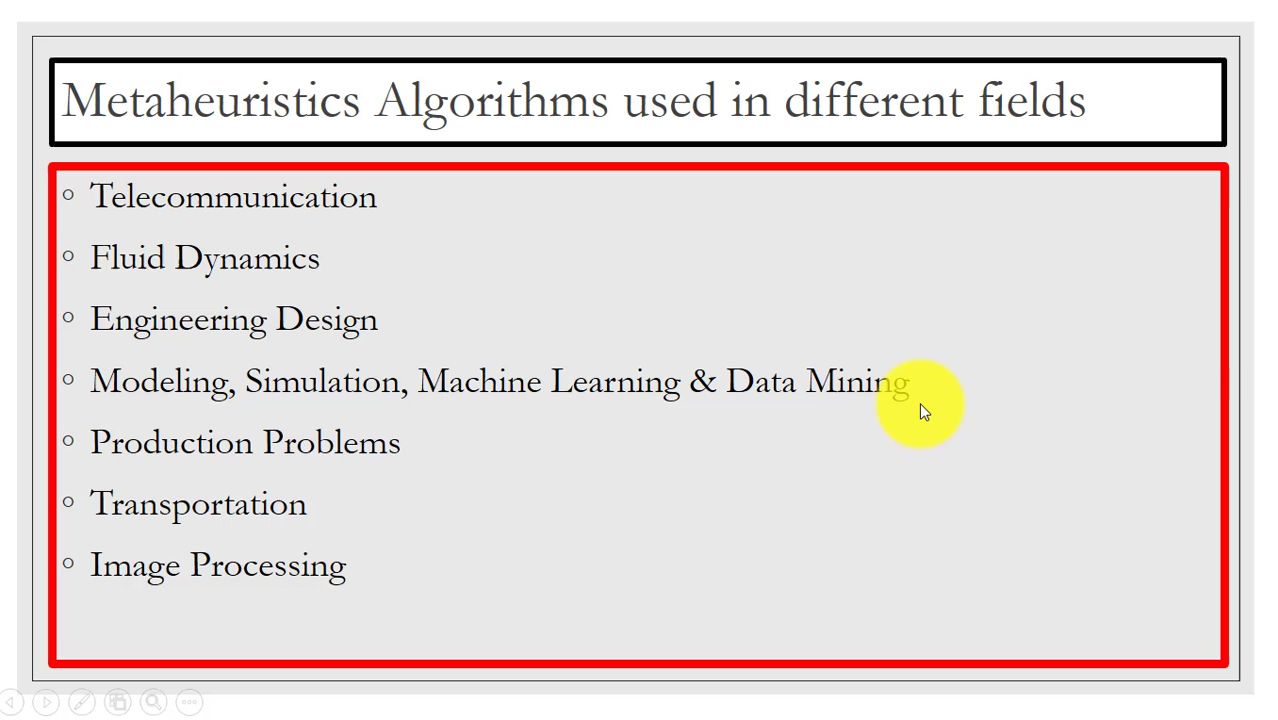 Metaheuristics Algorithms used in different fields
Telecommunication
Fluid Dynamics
Engineering Design
Modeling, Simulation, Machine Learning & Data Mining
Production Problems
Transportation
Image Processing